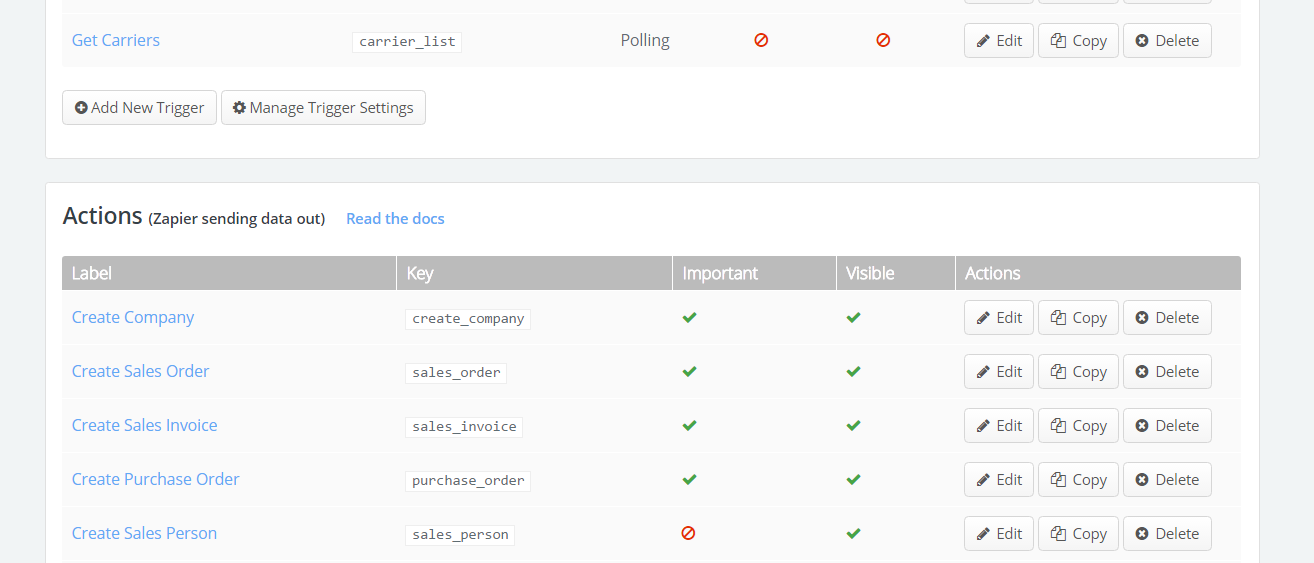 Get Carriers carrier_list Polling Edit Copy Delete
Add New Trigger Manage Trigger Settings
Actions (Zapier sending data out) Read the docs
Label Key Important Visible Actions
Create Company create_company Edit Copy Delete
Create Sales Order sales_order Edit Copy Delete
Create Sales Invoice sales_invoice Edit Copy Delete
Create Purchase Order purchase_order Edit Copy Delete
Create Sales Person sales_person Edit Copy Delete